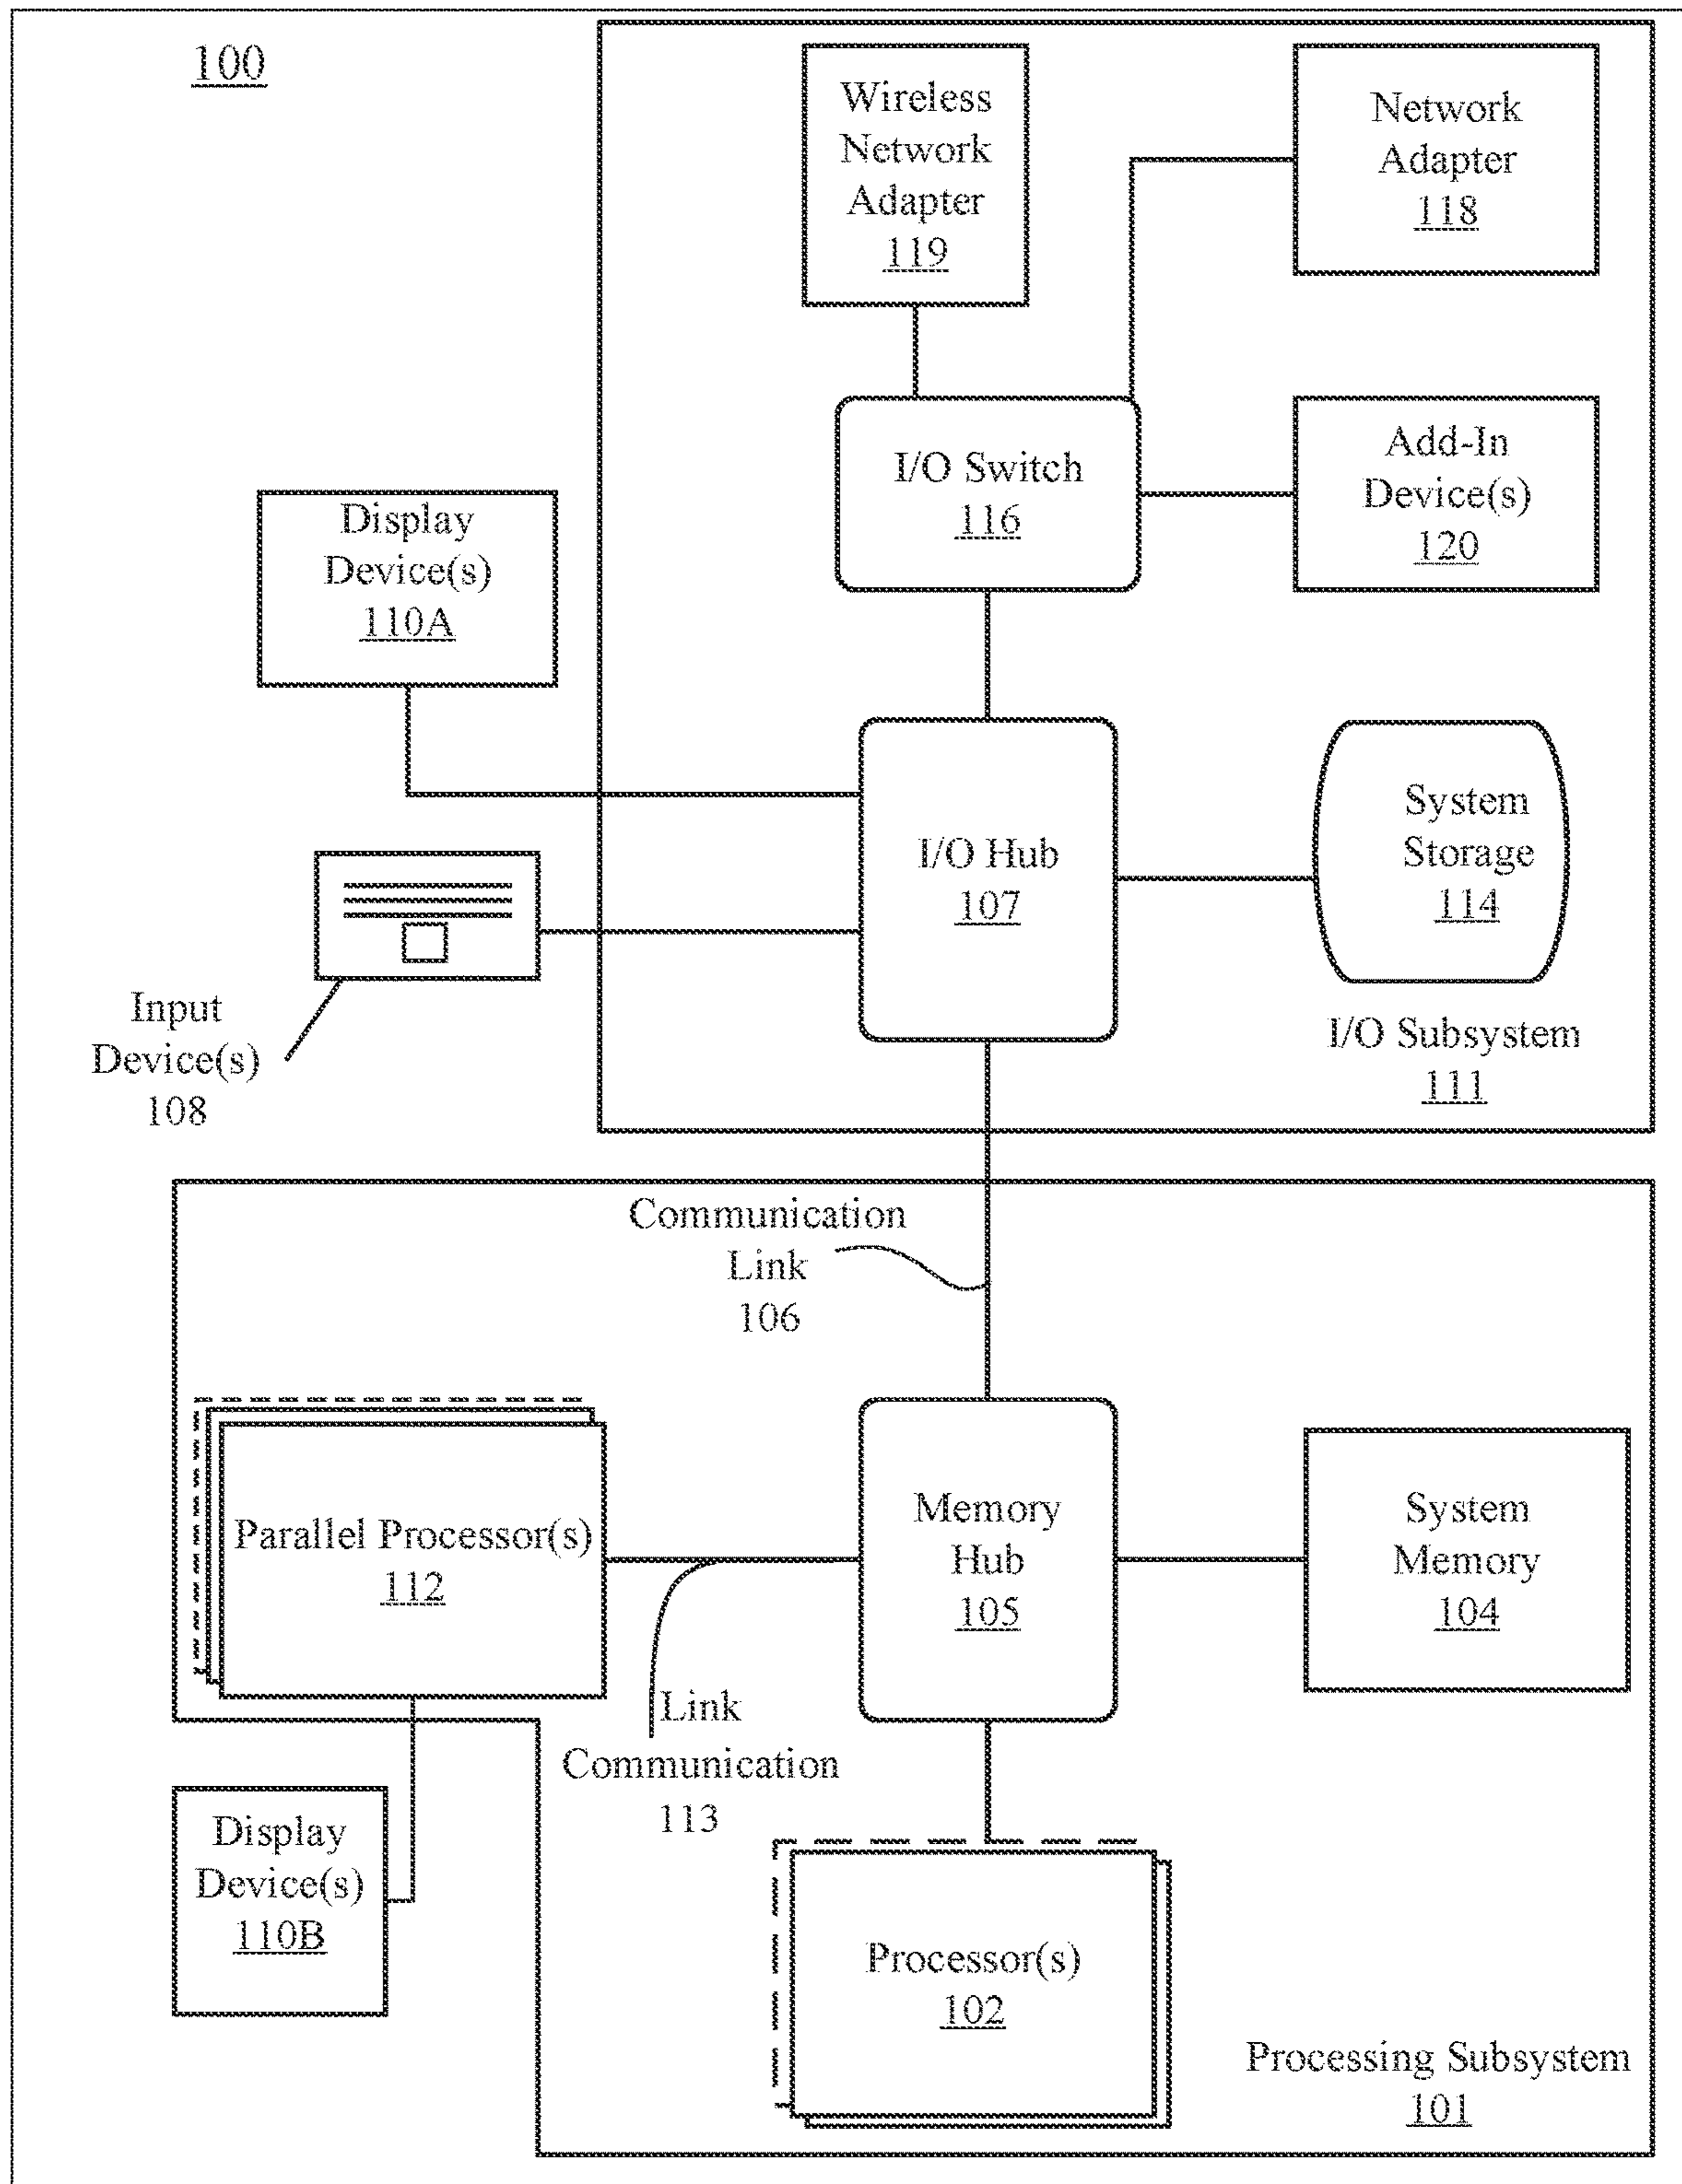 100
Wireless
Network
Adapter
119
Network
Adapter
118
I/O Switch
116
Add-In
Device(s)
120
Display
Device(s)
110A
I/O Hub
107
System
Storage
114
Input
Device(s)
108
I/O Subsystem
111
Communication
Link
106
Parallel Processor(s)
112
Memory
Hub
105
System
Memory
104
Link
Communication
113
Display
Device(s)
110B
Processor(s)
102
Processing Subsystem
101